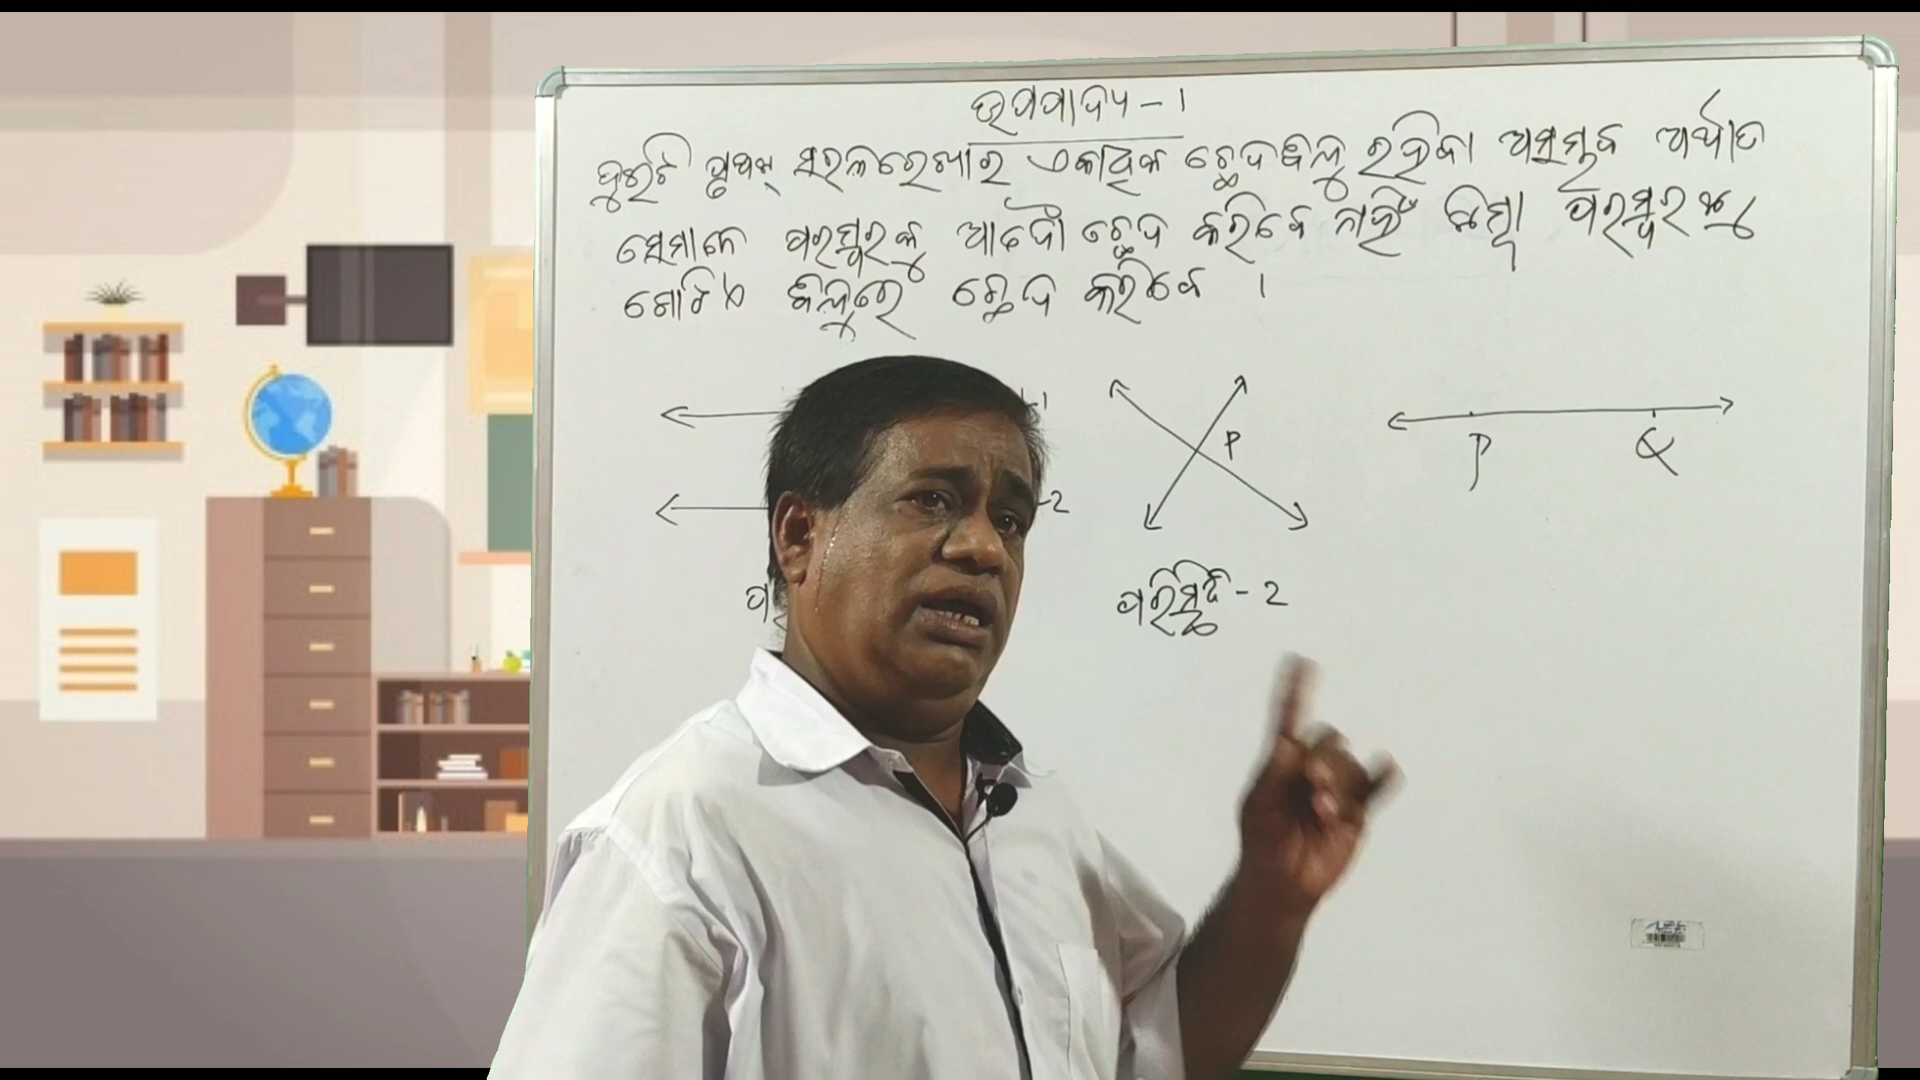 ଉପପାଦ୍ୟ - 1
ଦୁଇଟି ପୃଥକ୍ ସରଳରେଖାର ଏକାଧିକ ଛେଦବିନ୍ଦୁ ରହିବା ଅସମ୍ଭବ ଅର୍ଥାତ
ସେମାନେ ପରସ୍ପରକୁ ଆଦୌ ଛେଦ କରିବେ ନାହିଁ କିମ୍ବା ପରସ୍ପରକୁ
ଗୋଟିଏ ବିନ୍ଦୁରେ ଛେଦ କରିବେ ।
P
P Q
ପରିସ୍ଥିତି - 2